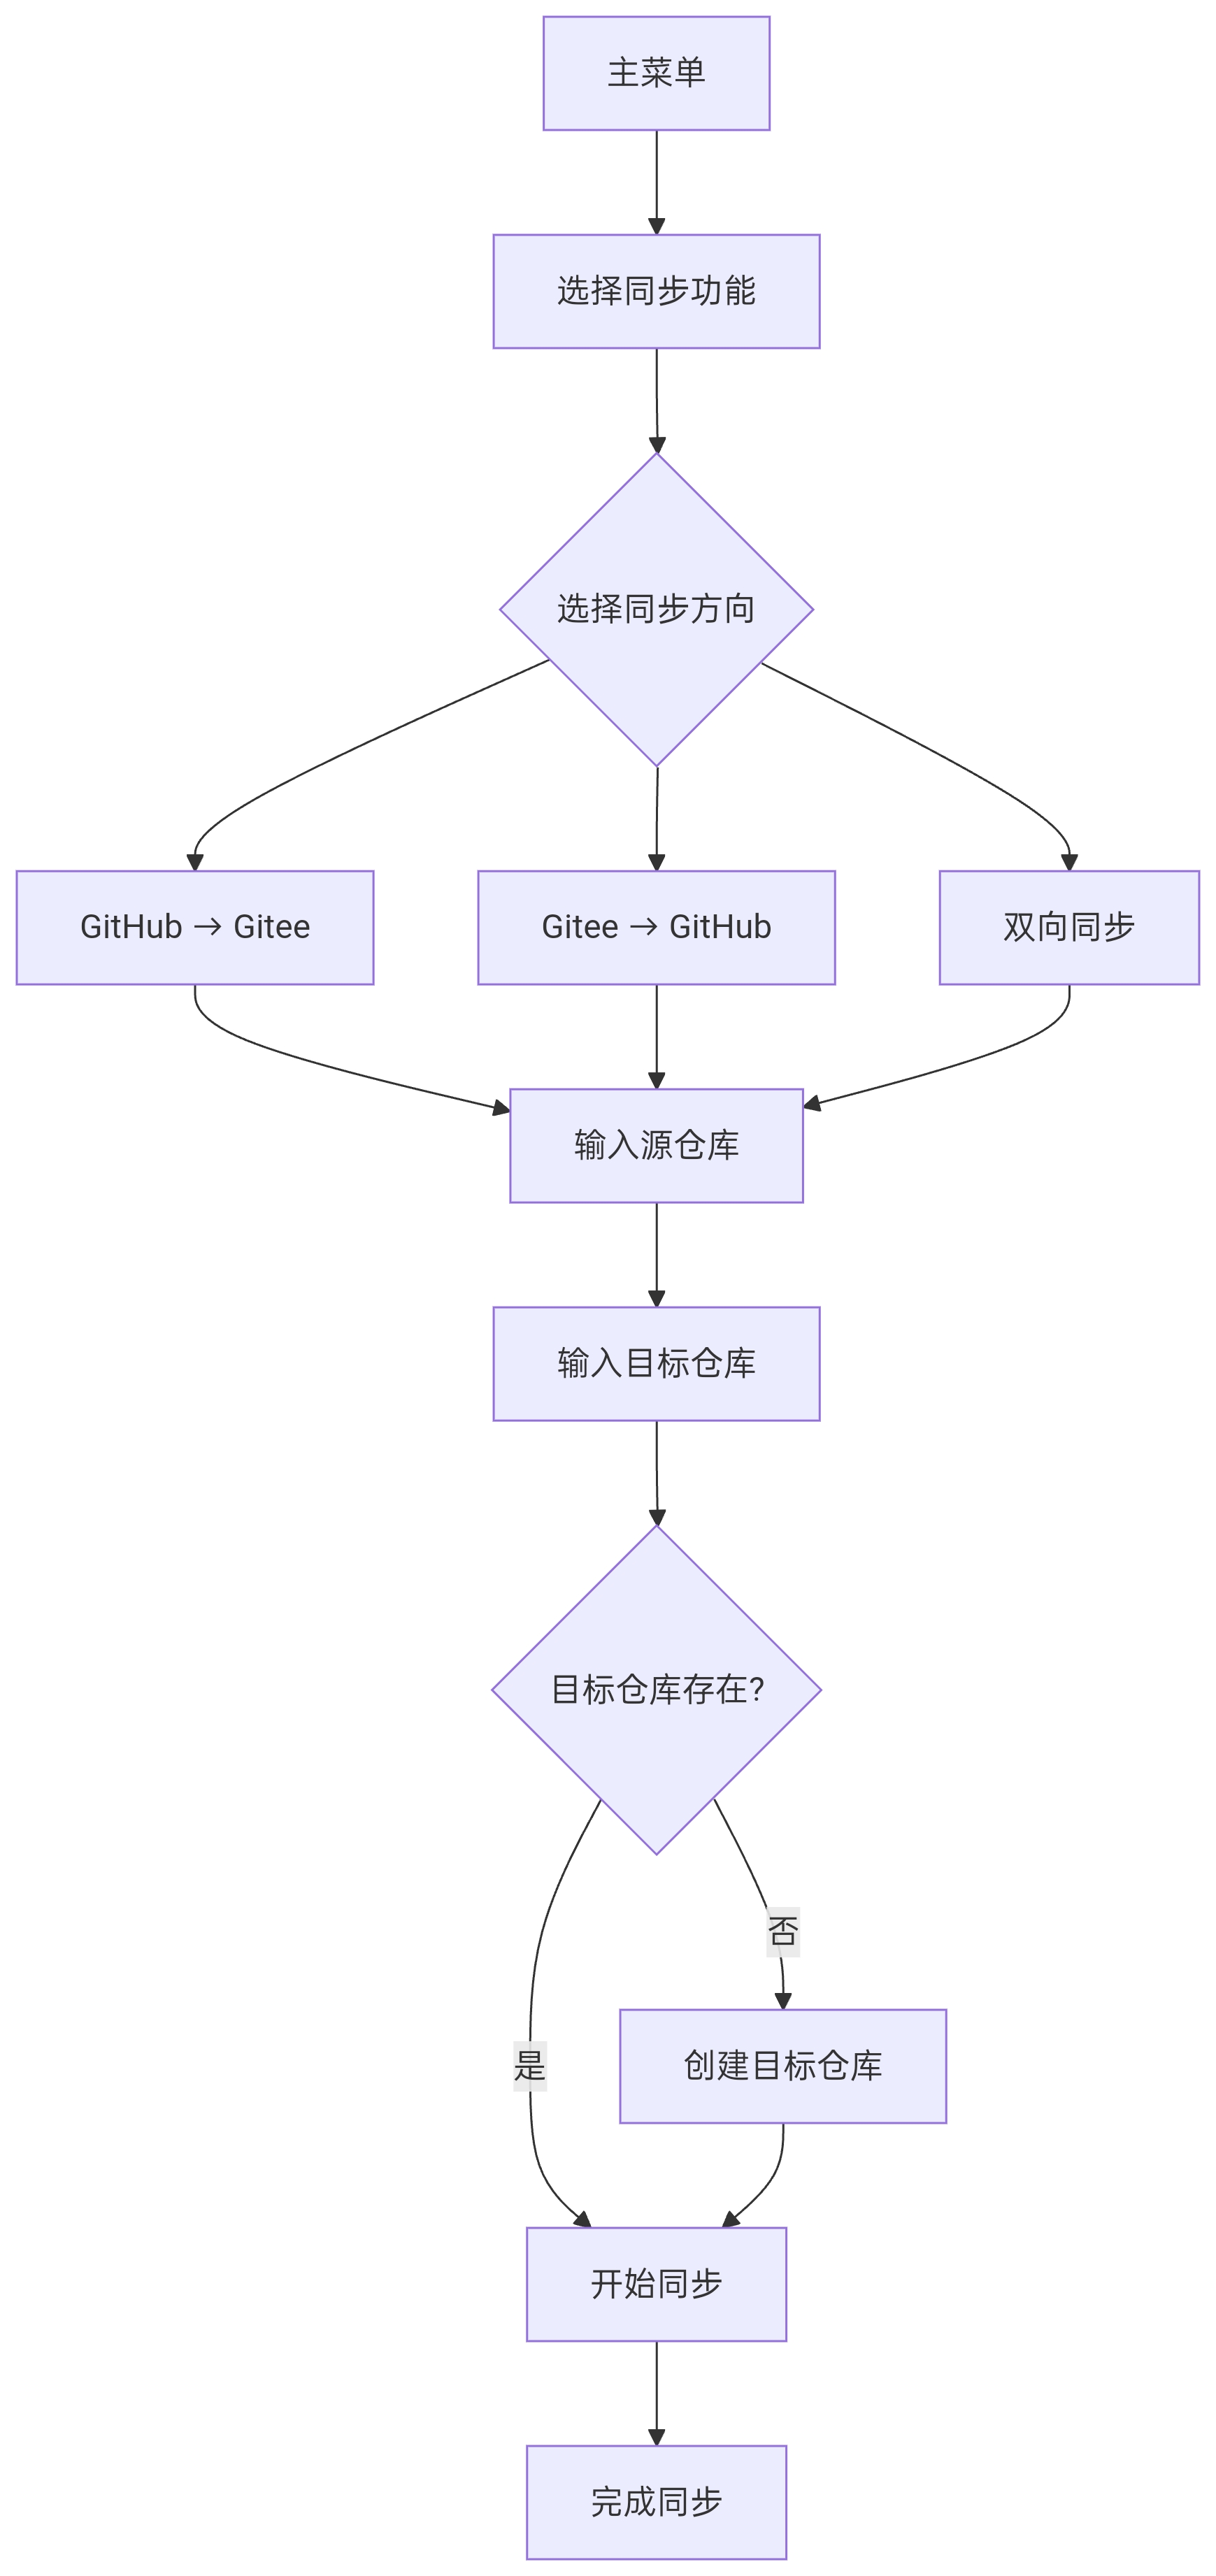 主菜单
选择同步功能
选择同步方向
GitHub → Gitee
Gitee → GitHub
双向同步
输入源仓库
输入目标仓库
目标仓库存在?
否
是
创建目标仓库
开始同步
完成同步